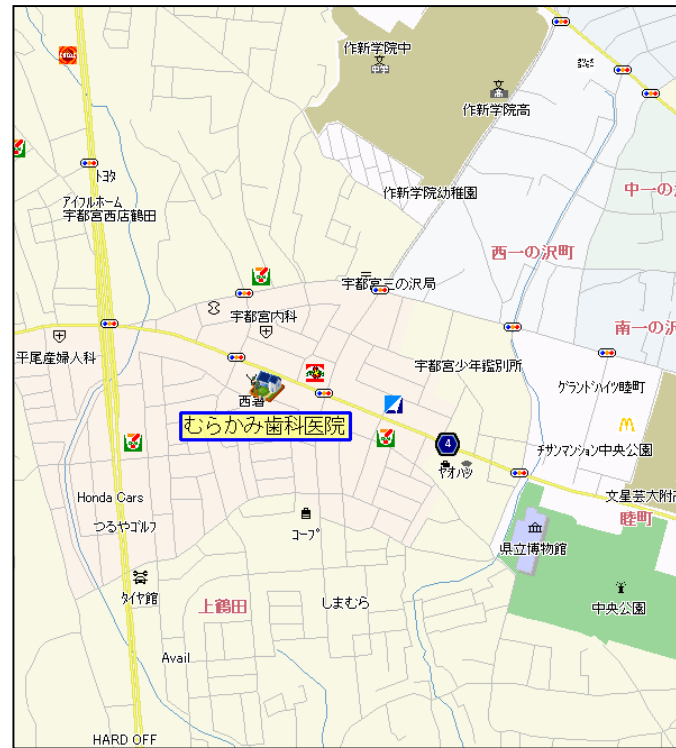 作新学院中
作新学院高
作新学院幼稚園
中一の
西一の沢町
トヨタ
アイフルホーム
宇都宮西店鶴田
宇都宮三の沢局
宇都宮内科
南一の沢
平尾産婦人科
宇都宮少年鑑別所
西署
グランドハイツ睦町
むらかみ歯科医院
4
チサンマンション中央公園
ヤオハン
Honda Cars
文星芸大附
つるやゴルフ
睦町
コープ
県立博物館
タイヤ館
上鶴田
しまむら
中央公園
Avail
HARD OFF